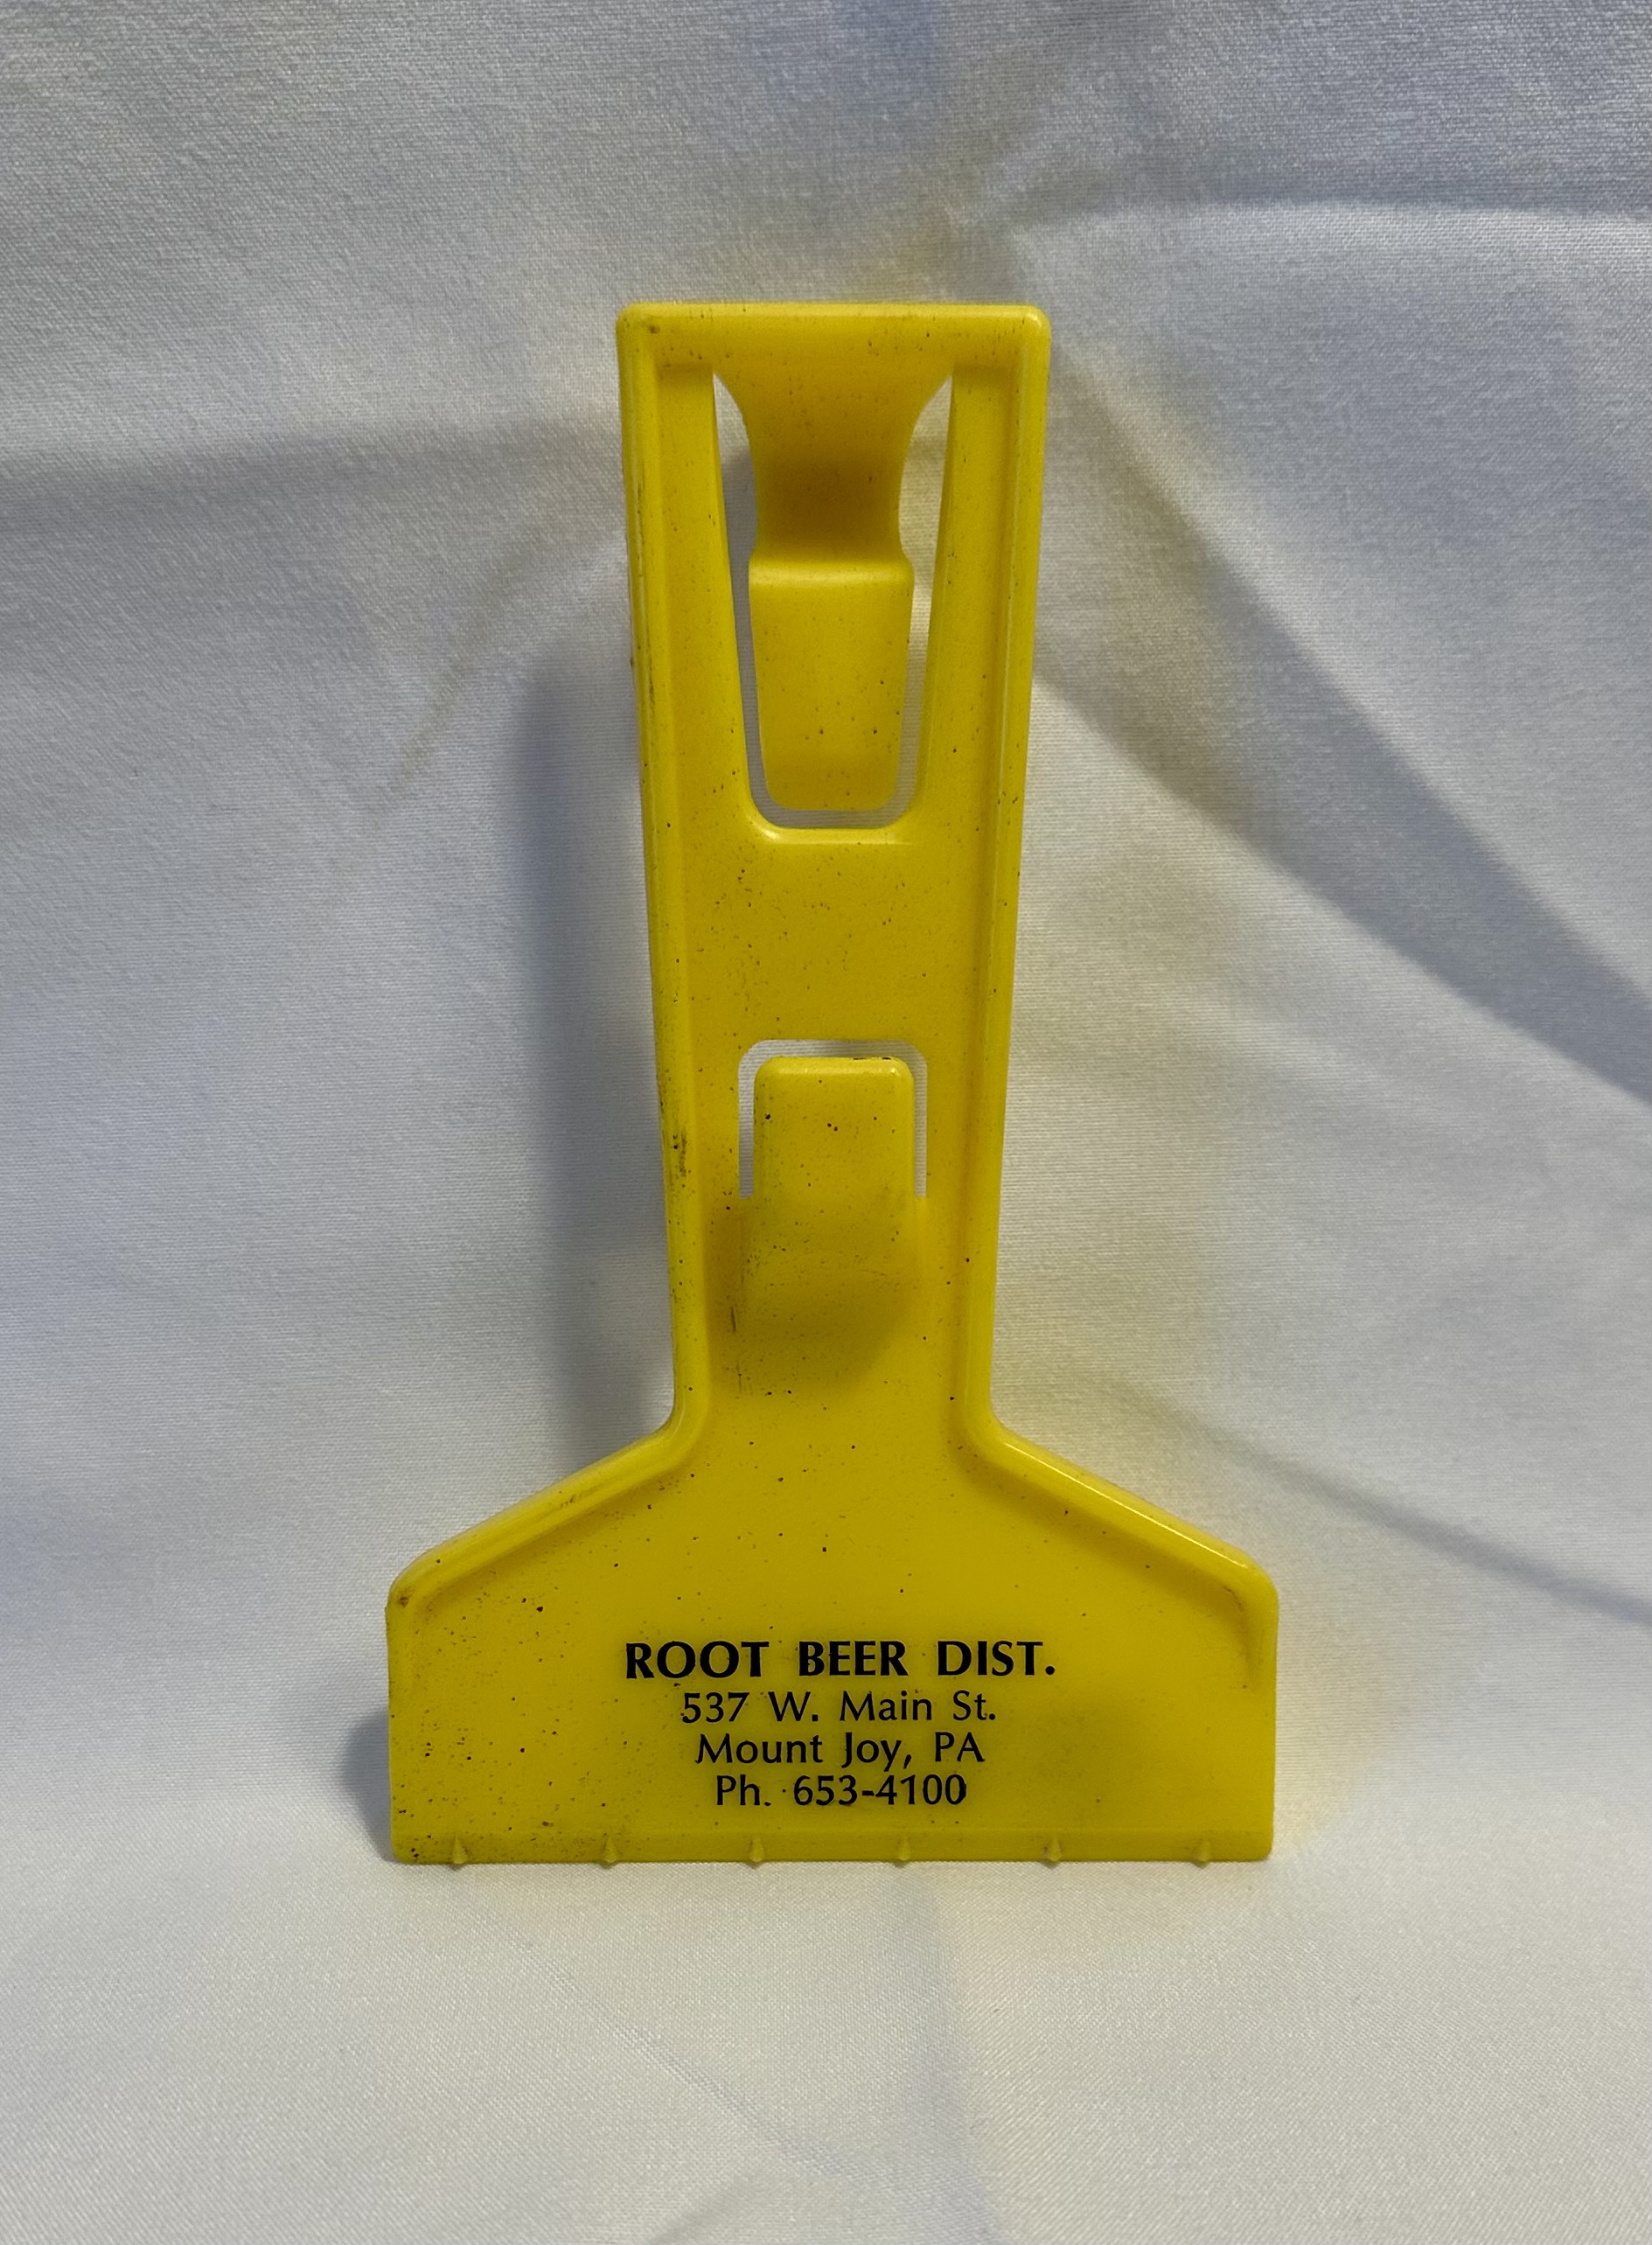 ROOT BEER DIST.
537 W. Main St.
Mount Joy, PA
Ph. 653-4100